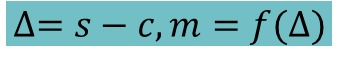 Δ= s − c, m = f(Δ)